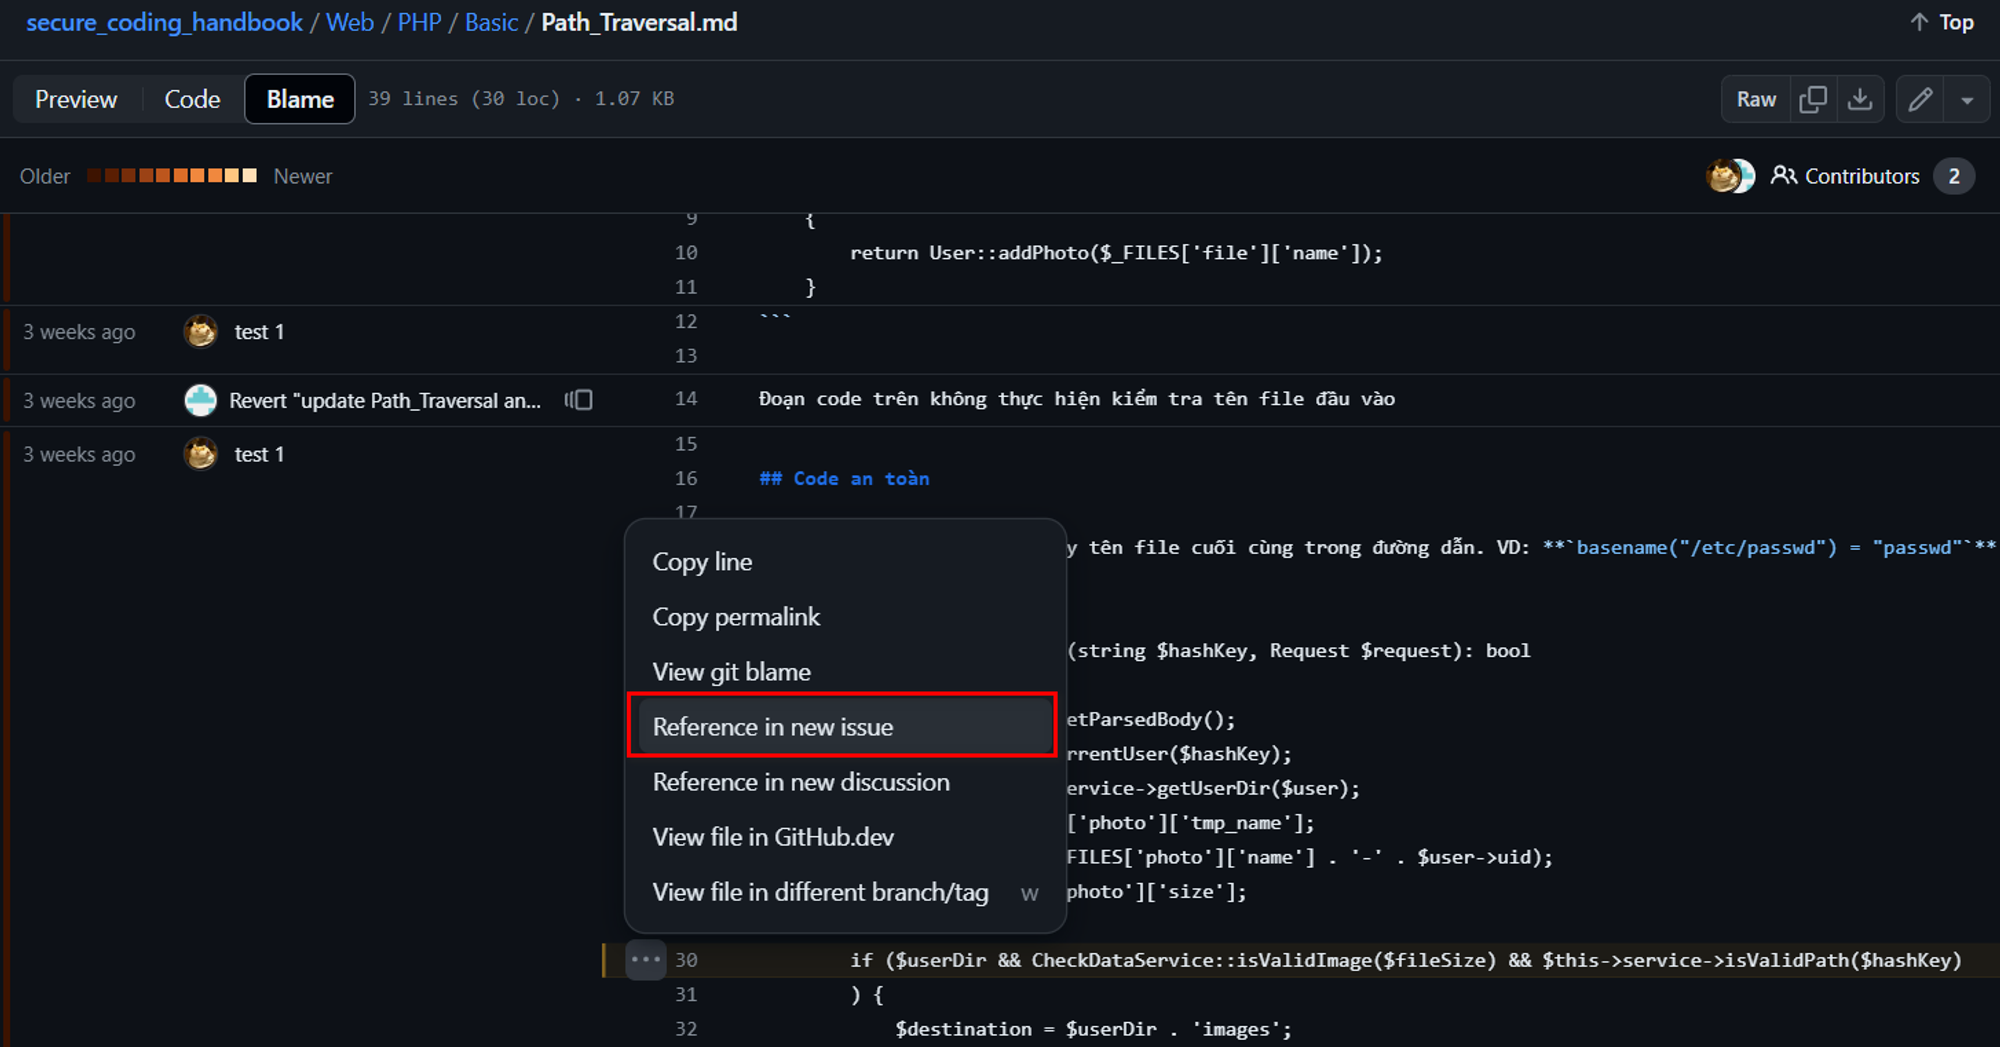 secure_coding_handbook / Web / PHP / Basic / Path_Traversal.md
Top
Preview Code Blame 39 lines (30 loc) · 1.07 KB
Raw
Older Newer
Contributors 2
9 {
10 return User::addPhoto($_FILES['file']['name']);
11 }
3 weeks ago test 1 12 ```
13
3 weeks ago Revert "update Path_Traversal an... 14 Đoạn code trên không thực hiện kiểm tra tên file đầu vào
15
3 weeks ago test 1
16 ## Code an toàn
17
y tên file cuối cùng trong đường dẫn. VD: **`basename("/etc/passwd") = "passwd"`**
(string $hashKey, Request $request): bool
etParsedBody();
rrentUser($hashKey);
ervice->getUserDir($user);
['photo']['tmp_name'];
FILES['photo']['name'] . '-' . $user->uid);
photo']['size'];
Copy line
Copy permalink
View git blame
Reference in new issue
Reference in new discussion
View file in GitHub.dev
View file in different branch/tag w
30 if ($userDir && CheckDataService::isValidImage($fileSize) && $this->service->isValidPath($hashKey)
31 ) {
32 $destination = $userDir . 'images';